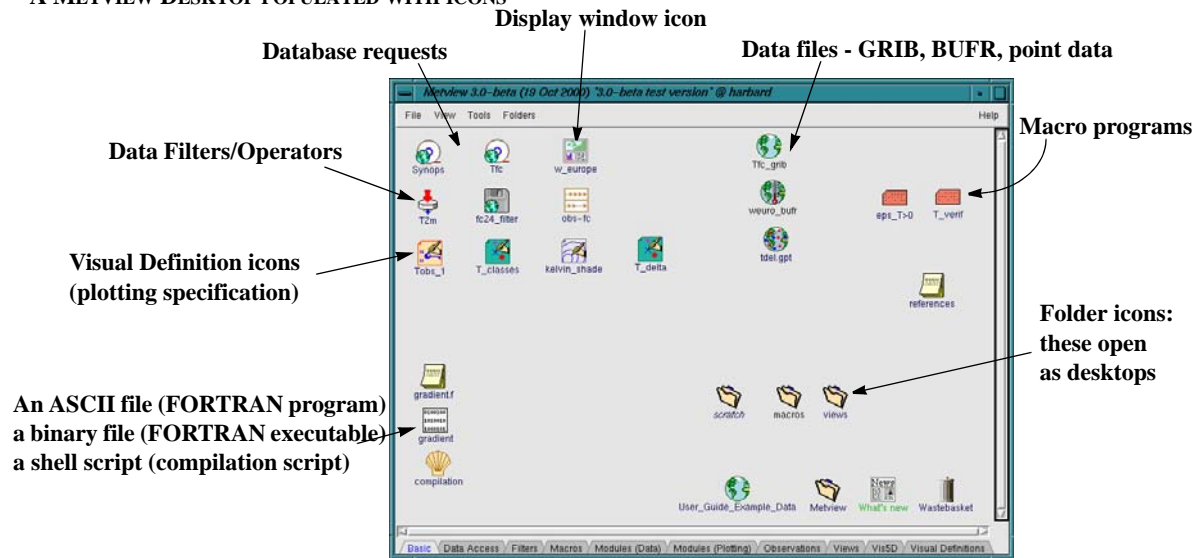 A METVIEW DESKTOP POPULATED WITH ICONS
Display window icon
Database requests
Data files - GRIB, BUFR, point data
Metview 3.0-beta (19 Oct 2000) "3.0-beta test version" @ harbard
File View Tools Folders Help
Macro programs
Data Filters/Operators
Synops Tfc w_europe Tfc_grib
T2m fc24_filter obs-fc weuro_bufr eps_T>0 T_verif
Visual Definition icons
(plotting specification)
Tobs_1 T_classes kelvin_shade T_delta tdel.gpt
references
Folder icons:
these open
as desktops
gradient.f scratch macros views
An ASCII file (FORTRAN program)
a binary file (FORTRAN executable)
a shell script (compilation script)
gradient
compilation
News
User_Guide_Example_Data Metview What's new Wastebasket
Basic Data Access Filters Macros Modules (Data) Modules (Plotting) Observations Views Vis5D Visual Definitions